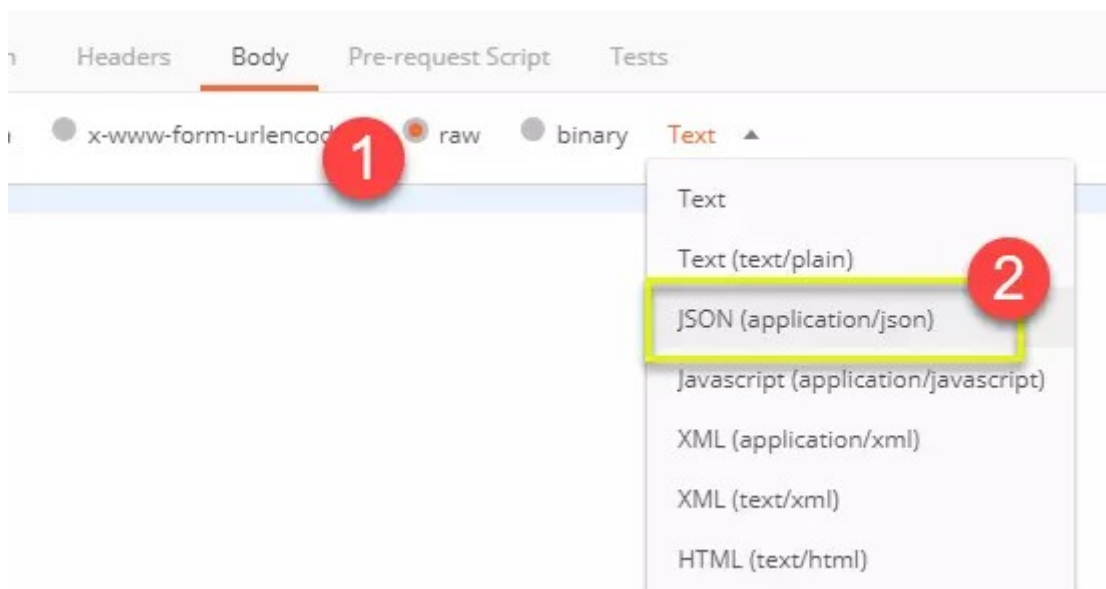 Headers Body Pre-request Script Tests
x-www-form-urlencod 1 raw binary Text
Text
Text (text/plain)
2
JSON (application/json)
Javascript (application/javascript)
XML (application/xml)
XML (text/xml)
HTML (text/html)